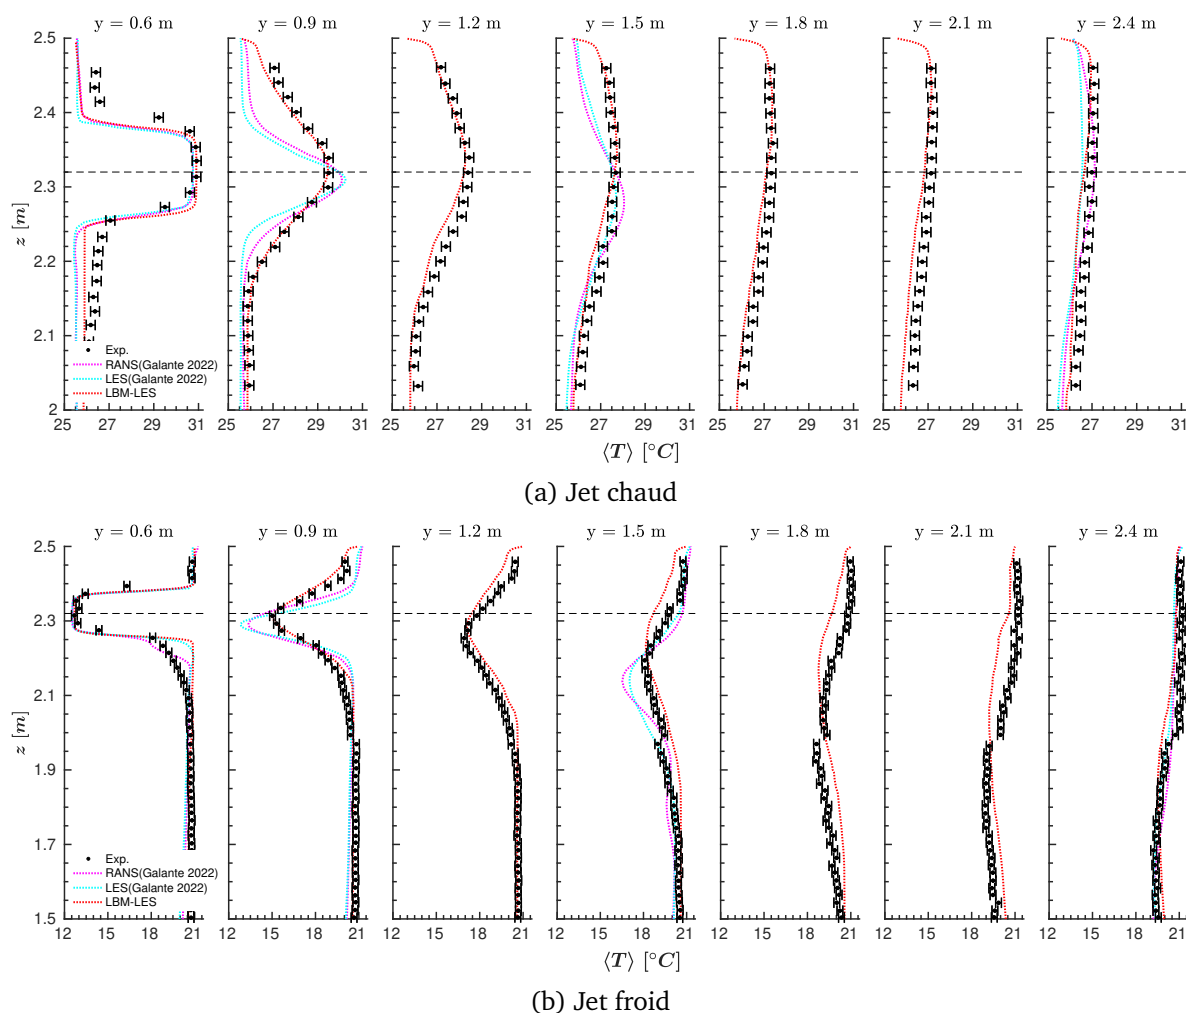 y = 0.6 m y = 0.9 m y = 1.2 m y = 1.5 m y = 1.8 m y = 2.1 m y = 2.4 m
2.5
2.4
2.3
2.2
2.1
2
z [m]
Exp.
RANS(Galante 2022)
LES(Galante 2022)
LBM-LES
25 27 29 31 25 27 29 31 25 27 29 31 25 27 29 31 25 27 29 31 25 27 29 31 25 27 29 31
⟨T⟩ [°C]
(a) Jet chaud
y = 0.6 m y = 0.9 m y = 1.2 m y = 1.5 m y = 1.8 m y = 2.1 m y = 2.4 m
2.5
2.3
2.1
1.9
1.7
1.5
z [m]
Exp.
RANS(Galante 2022)
LES(Galante 2022)
LBM-LES
12 15 18 21 12 15 18 21 12 15 18 21 12 15 18 21 12 15 18 21 12 15 18 21 12 15 18 21
⟨T⟩ [°C]
(b) Jet froid